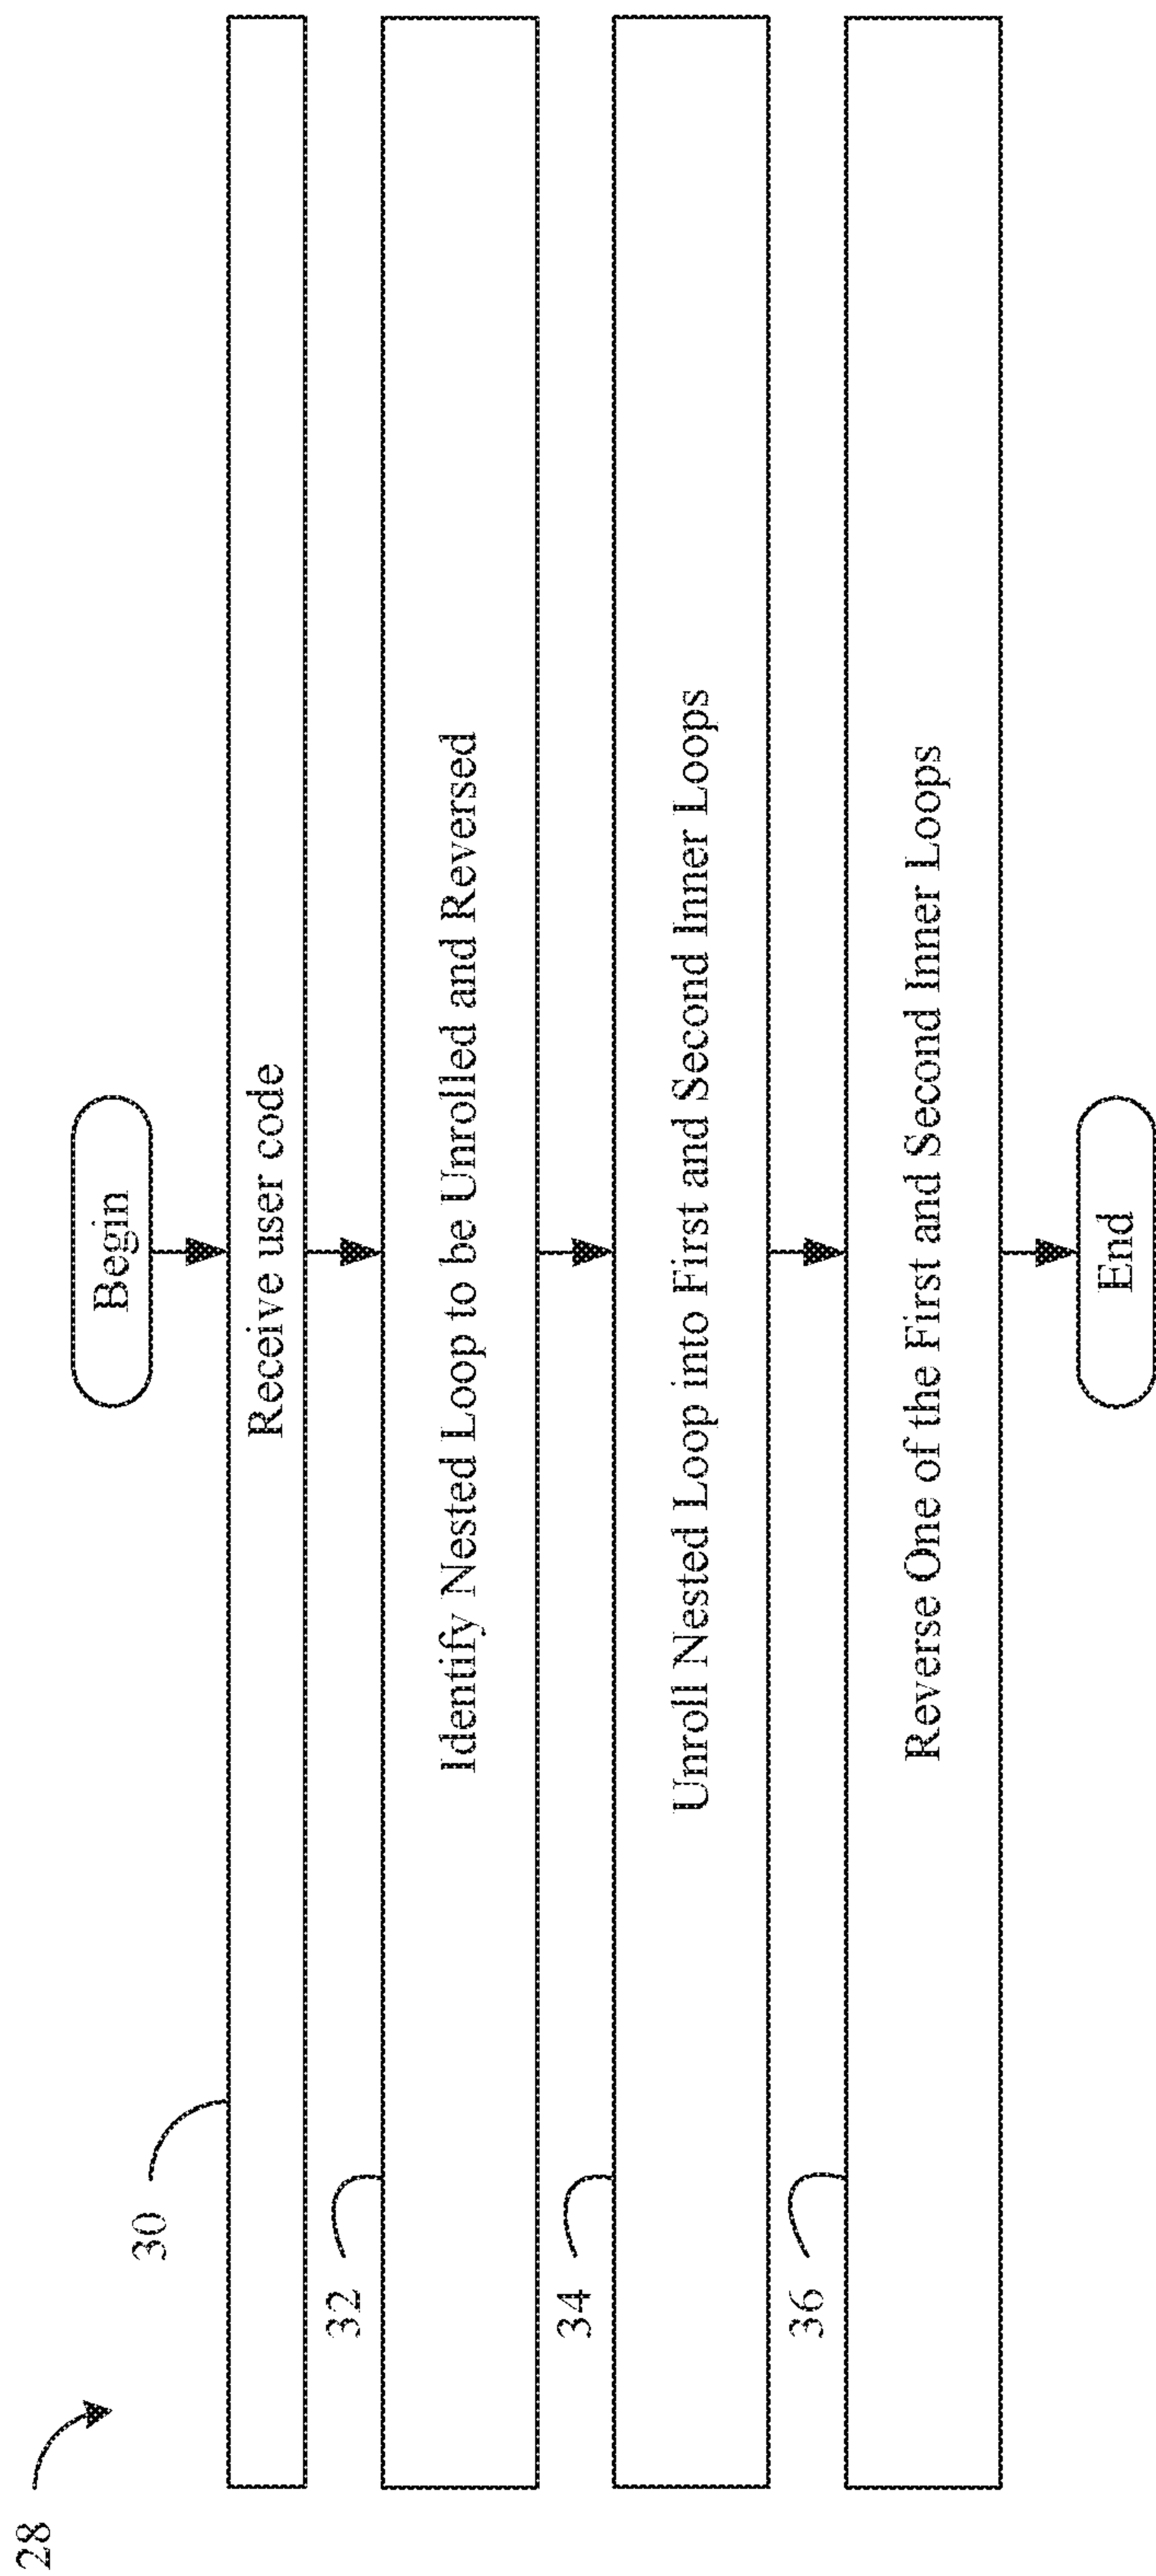 28
Begin
30
Receive user code
32
Identify Nested Loop to be Unrolled and Reversed
34
Unroll Nested Loop into First and Second Inner Loops
36
Reverse One of the First and Second Inner Loops
End